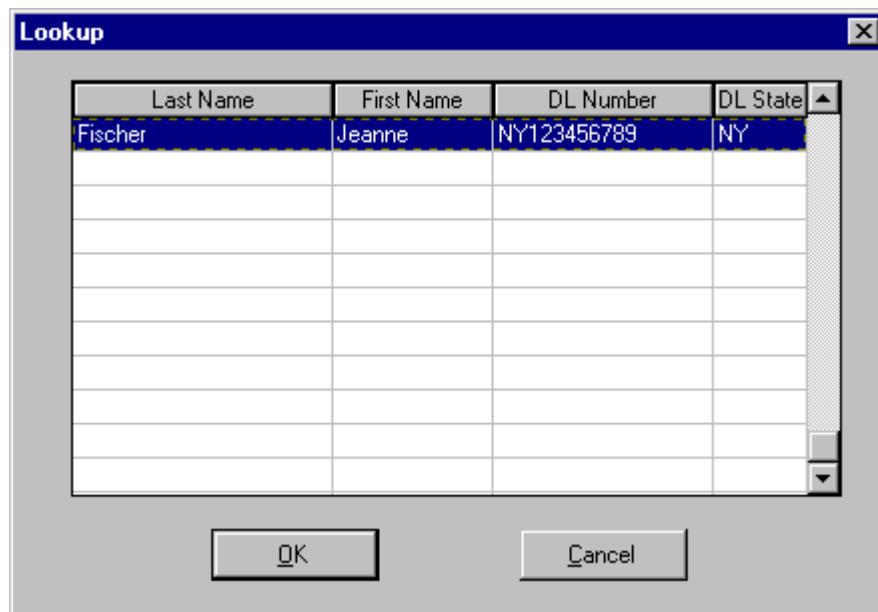 Lookup
Last Name First Name DL Number DL State
Fischer Jeanne NY123456789 NY
OK Cancel